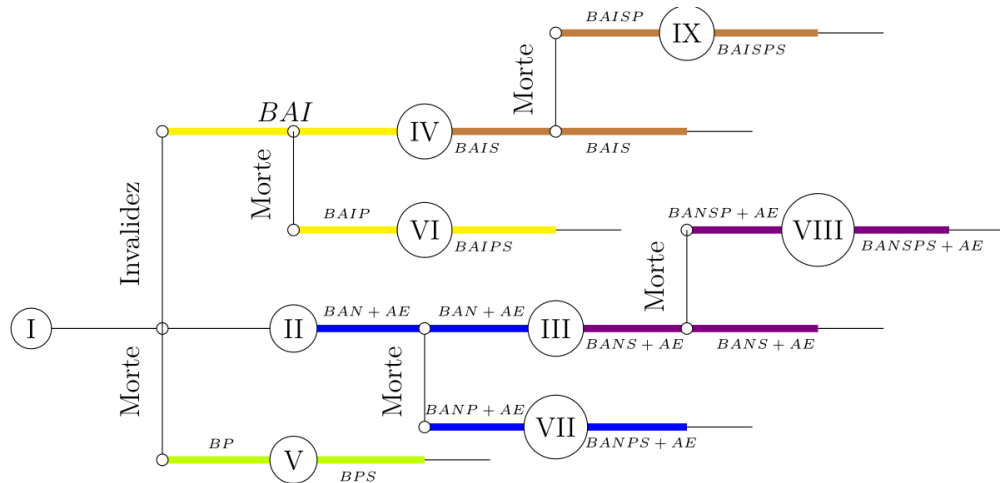 BAISP
IX
BAISPS
Morte
BAI
IV
BAIS
BAIS
Invalidez
Morte
BAIP
VI
BAIPS
BANSP + AE
VIII
BANSPS + AE
Morte
I
II
BAN + AE
BAN + AE
III
BANS + AE
BANS + AE
Morte
Morte
BANP + AE
VII
BANPS + AE
BP
V
BPS